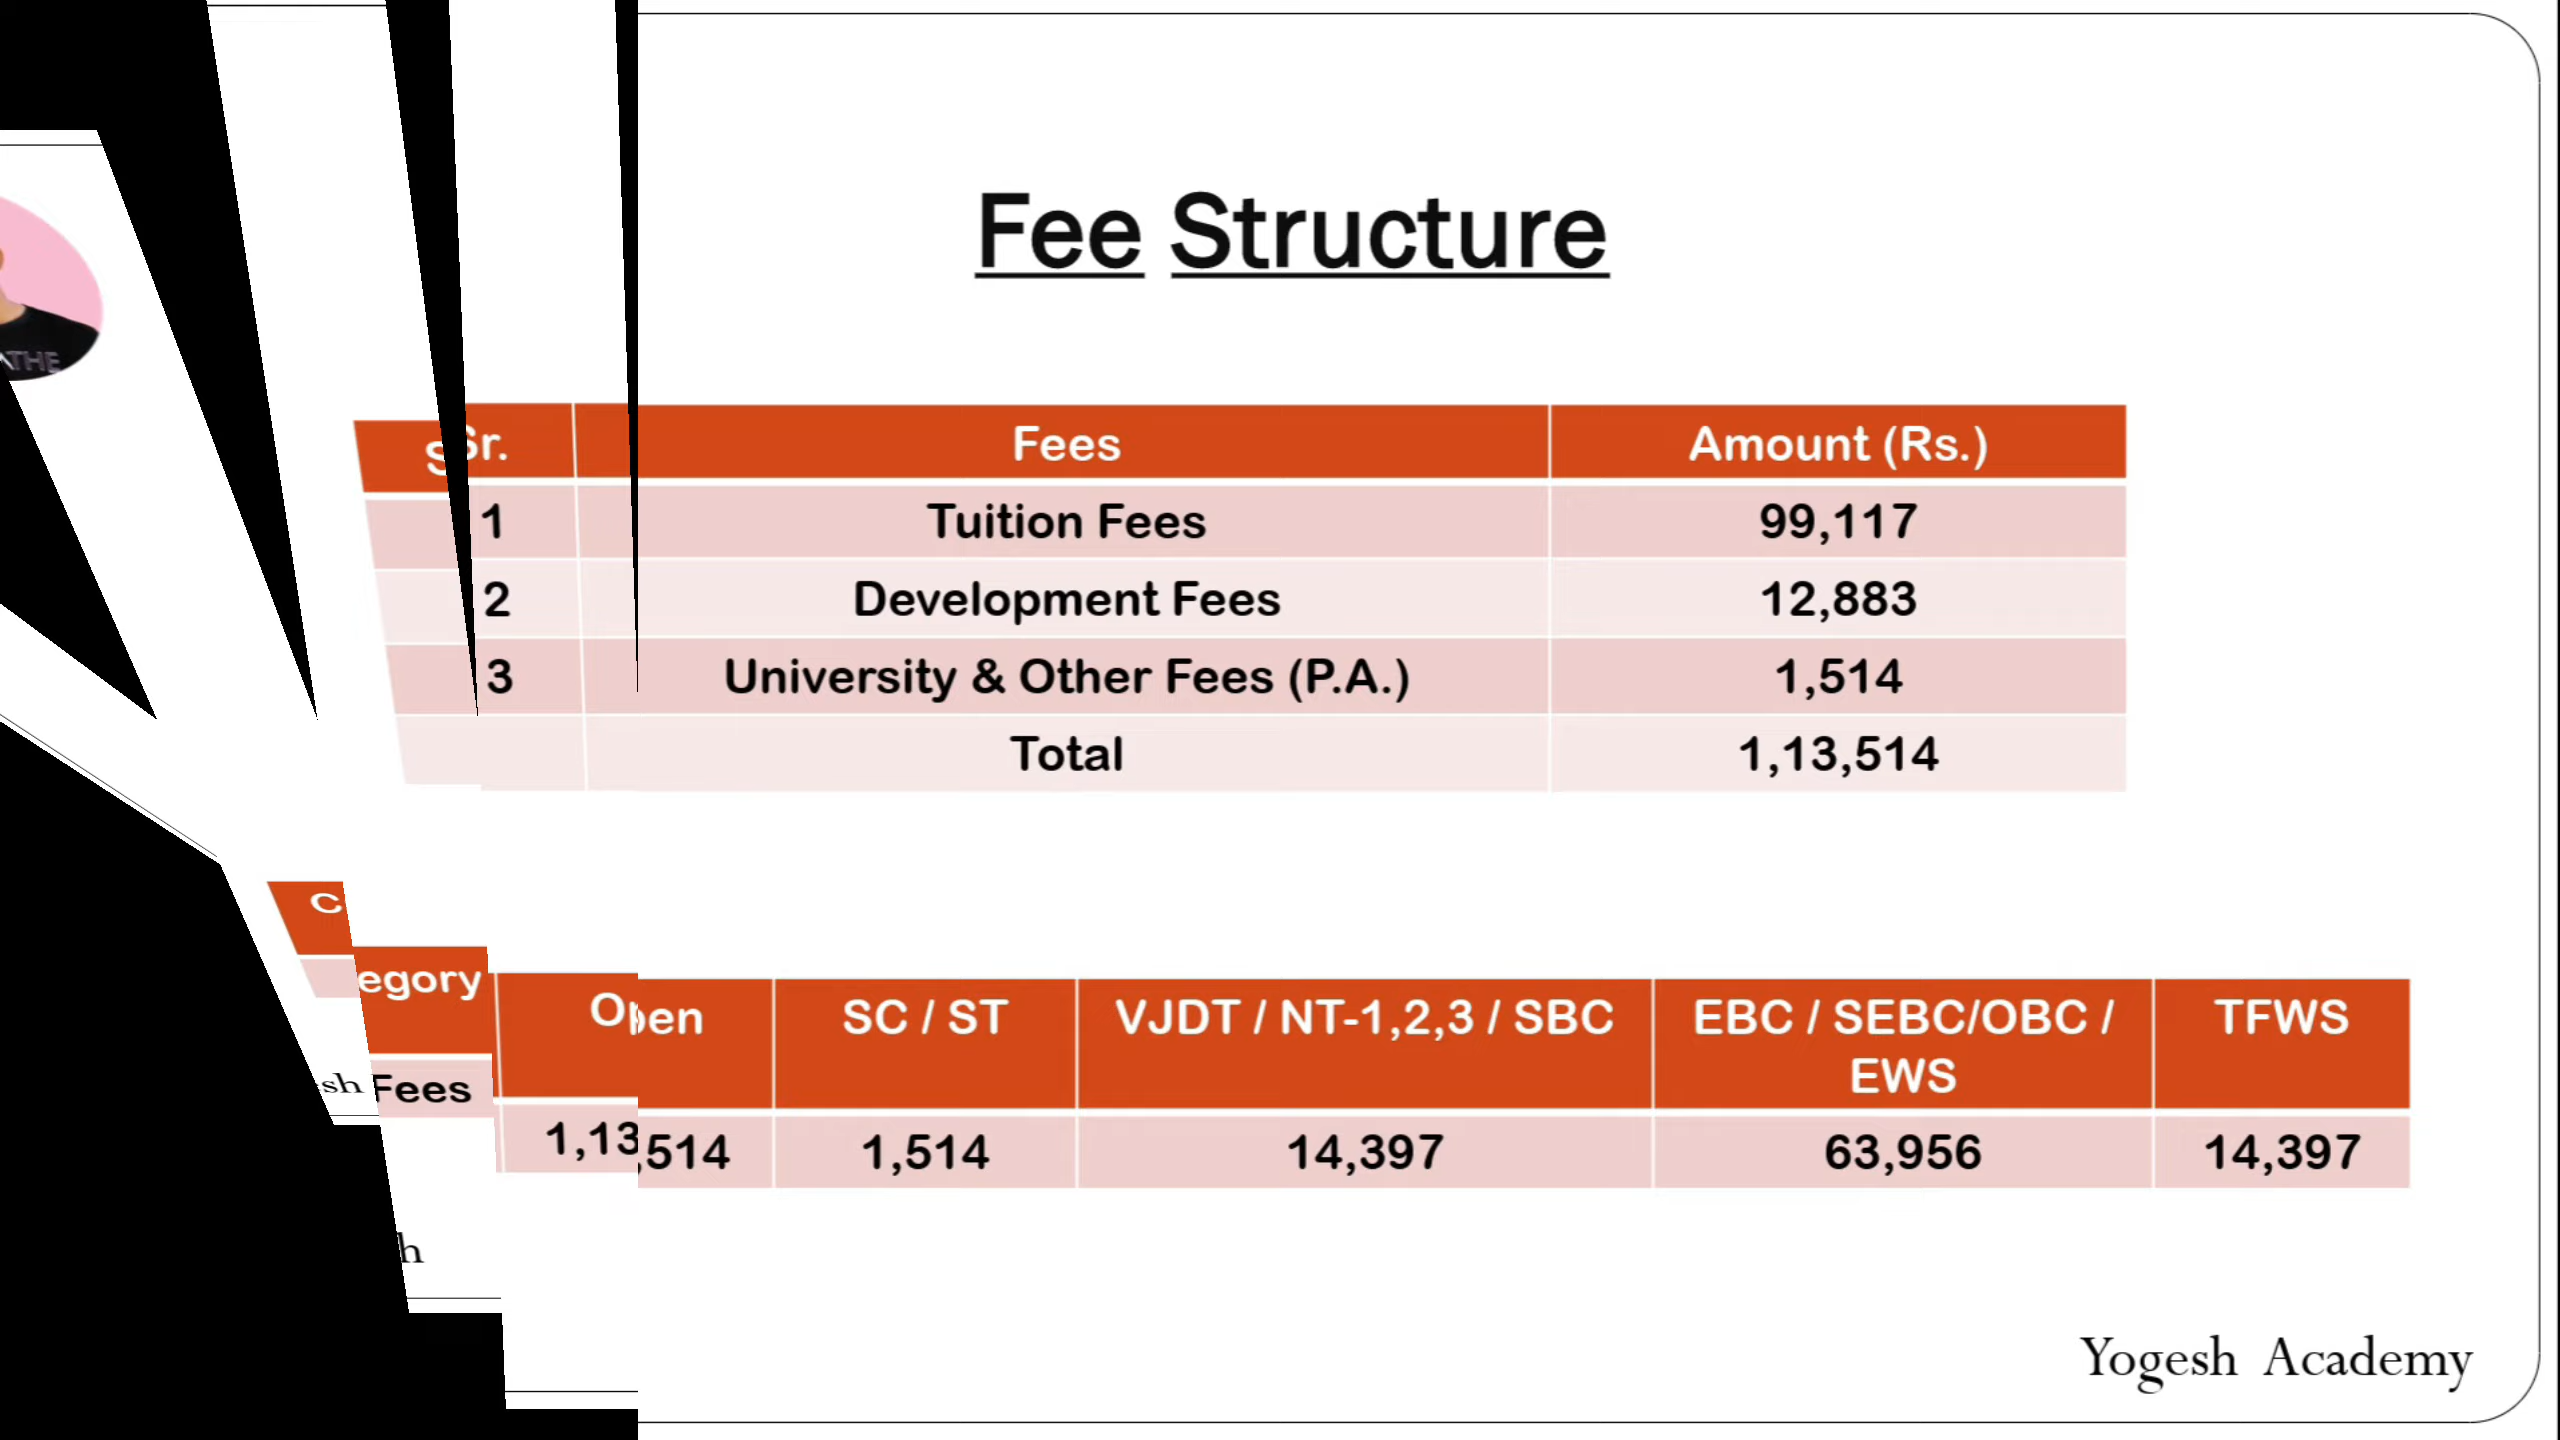 Fee Structure
Sr. Fees Amount (Rs.)
1 Tuition Fees 99,117
2 Development Fees 12,883
3 University & Other Fees (P.A.) 1,514
Total 1,13,514
egory Open SC / ST VJDT / NT-1,2,3 / SBC EBC / SEBC/OBC / EWS TFWS
Fees 1,13,514 1,514 14,397 63,956 14,397
Yogesh Academy